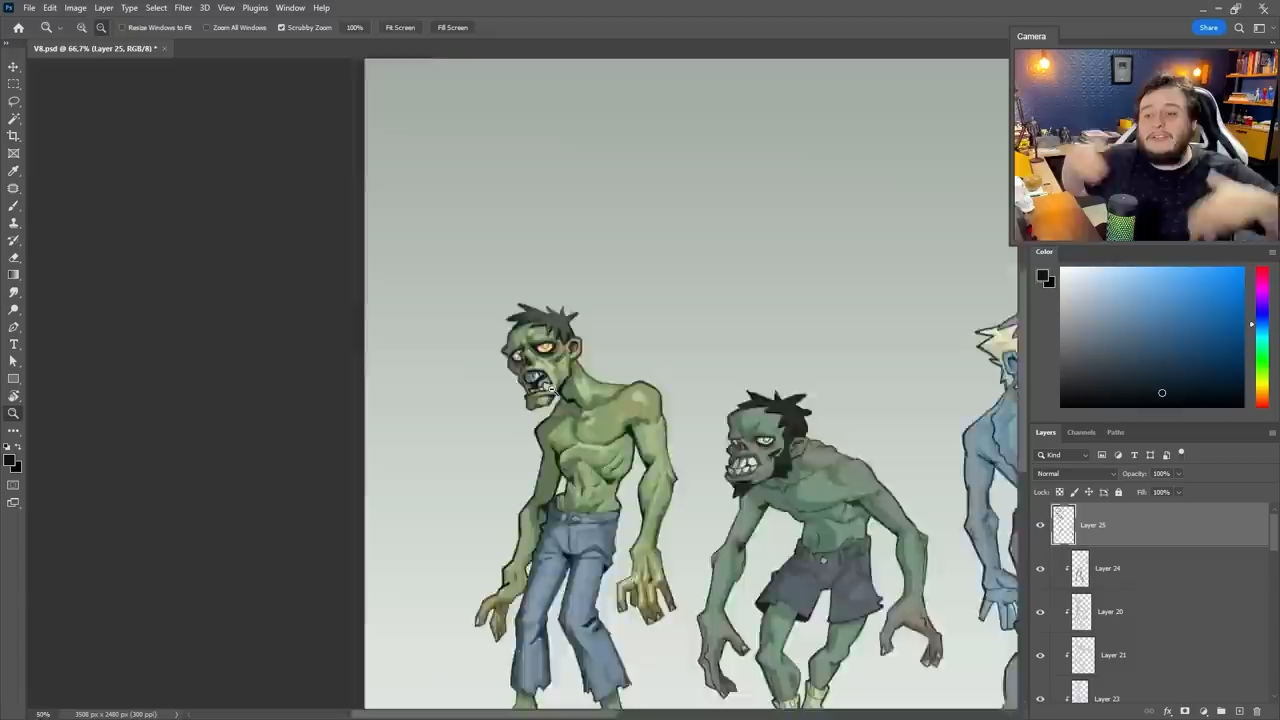 File Edit Image Layer Type Select Filter 3D View Plugins Window Help
Resize Windows to Fit Zoom All Windows Scrubby Zoom 100% Fit Screen Fill Screen Share
V8.psd @ 66,7% (Layer 25, RGB/8) *
Camera
Color
Layers Channels Paths
Kind
Normal Opacity: 100%
Lock: Fill: 100%
Layer 25
Layer 24
Layer 20
Layer 21
Layer 23
50% 3508 px x 2480 px (300 ppi)